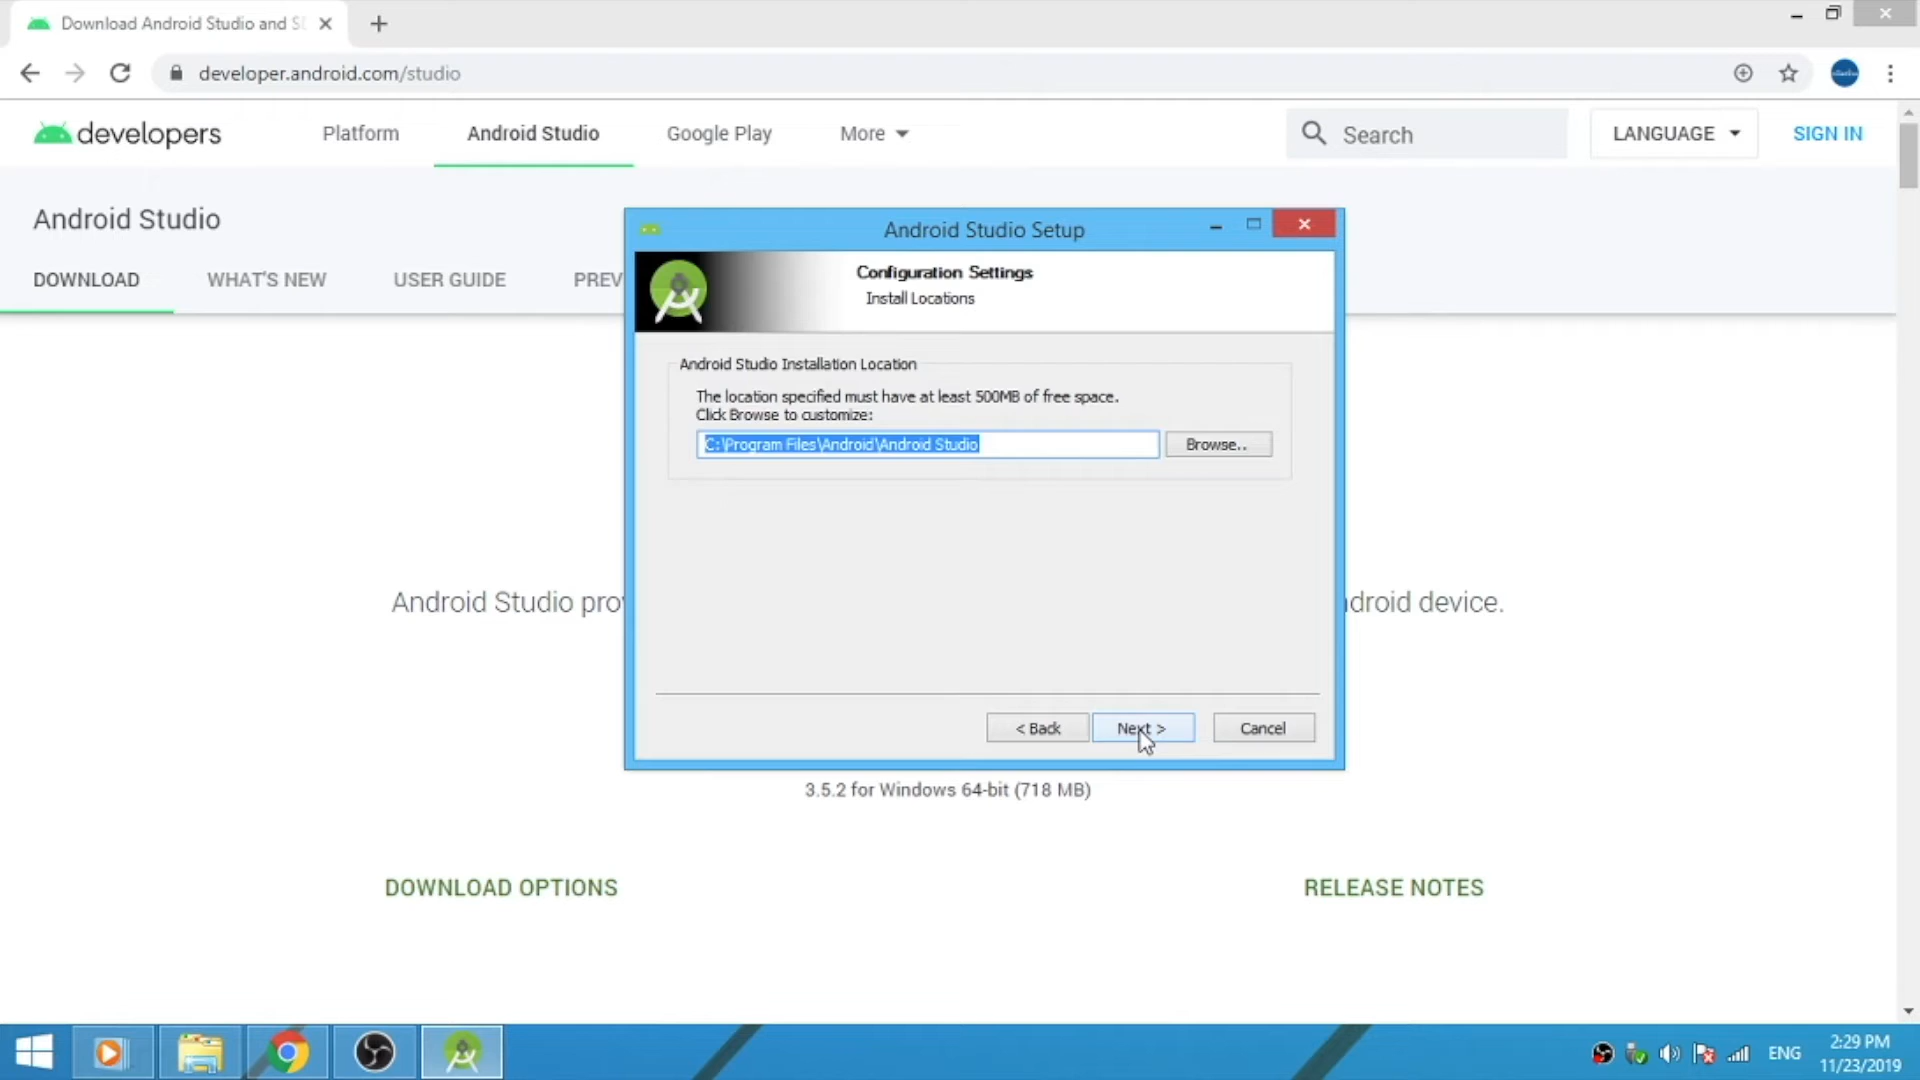 Download Android Studio and S
developer.android.com/studio
developers
Platform
Android Studio
Google Play
More
Search
LANGUAGE
SIGN IN
Android Studio
DOWNLOAD
WHAT'S NEW
USER GUIDE
PREV
Android Studio Setup
Configuration Settings
Install Locations
Android Studio Installation Location
The location specified must have at least 500MB of free space.
Click Browse to customize:
C:\Program Files\Android\Android Studio
Browse..
Android Studio pro
droid device.
< Back
Next >
Cancel
3.5.2 for Windows 64-bit (718 MB)
DOWNLOAD OPTIONS
RELEASE NOTES
ENG
2:29 PM
11/23/2019